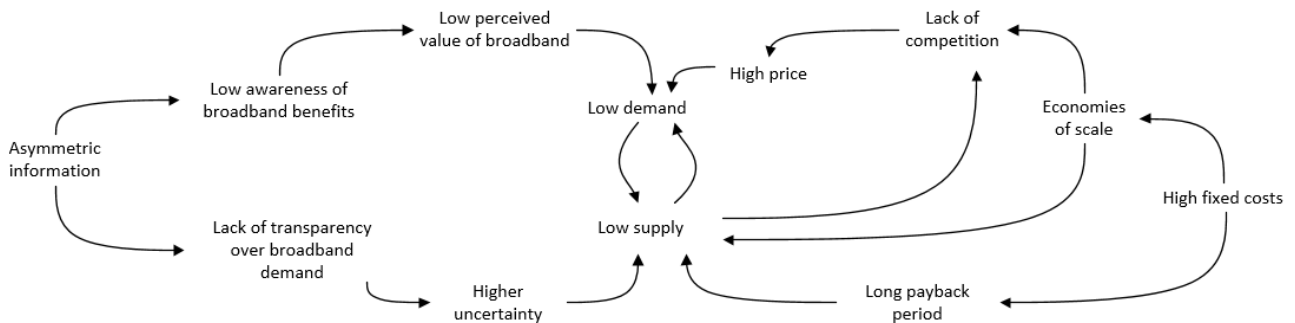 Low perceived
value of broadband
Lack of
competition
High price
Low awareness of
broadband benefits
Low demand
Economies
of scale
Asymmetric
information
High fixed costs
Lack of transparency
over broadband
demand
Low supply
Higher
uncertainty
Long payback
period